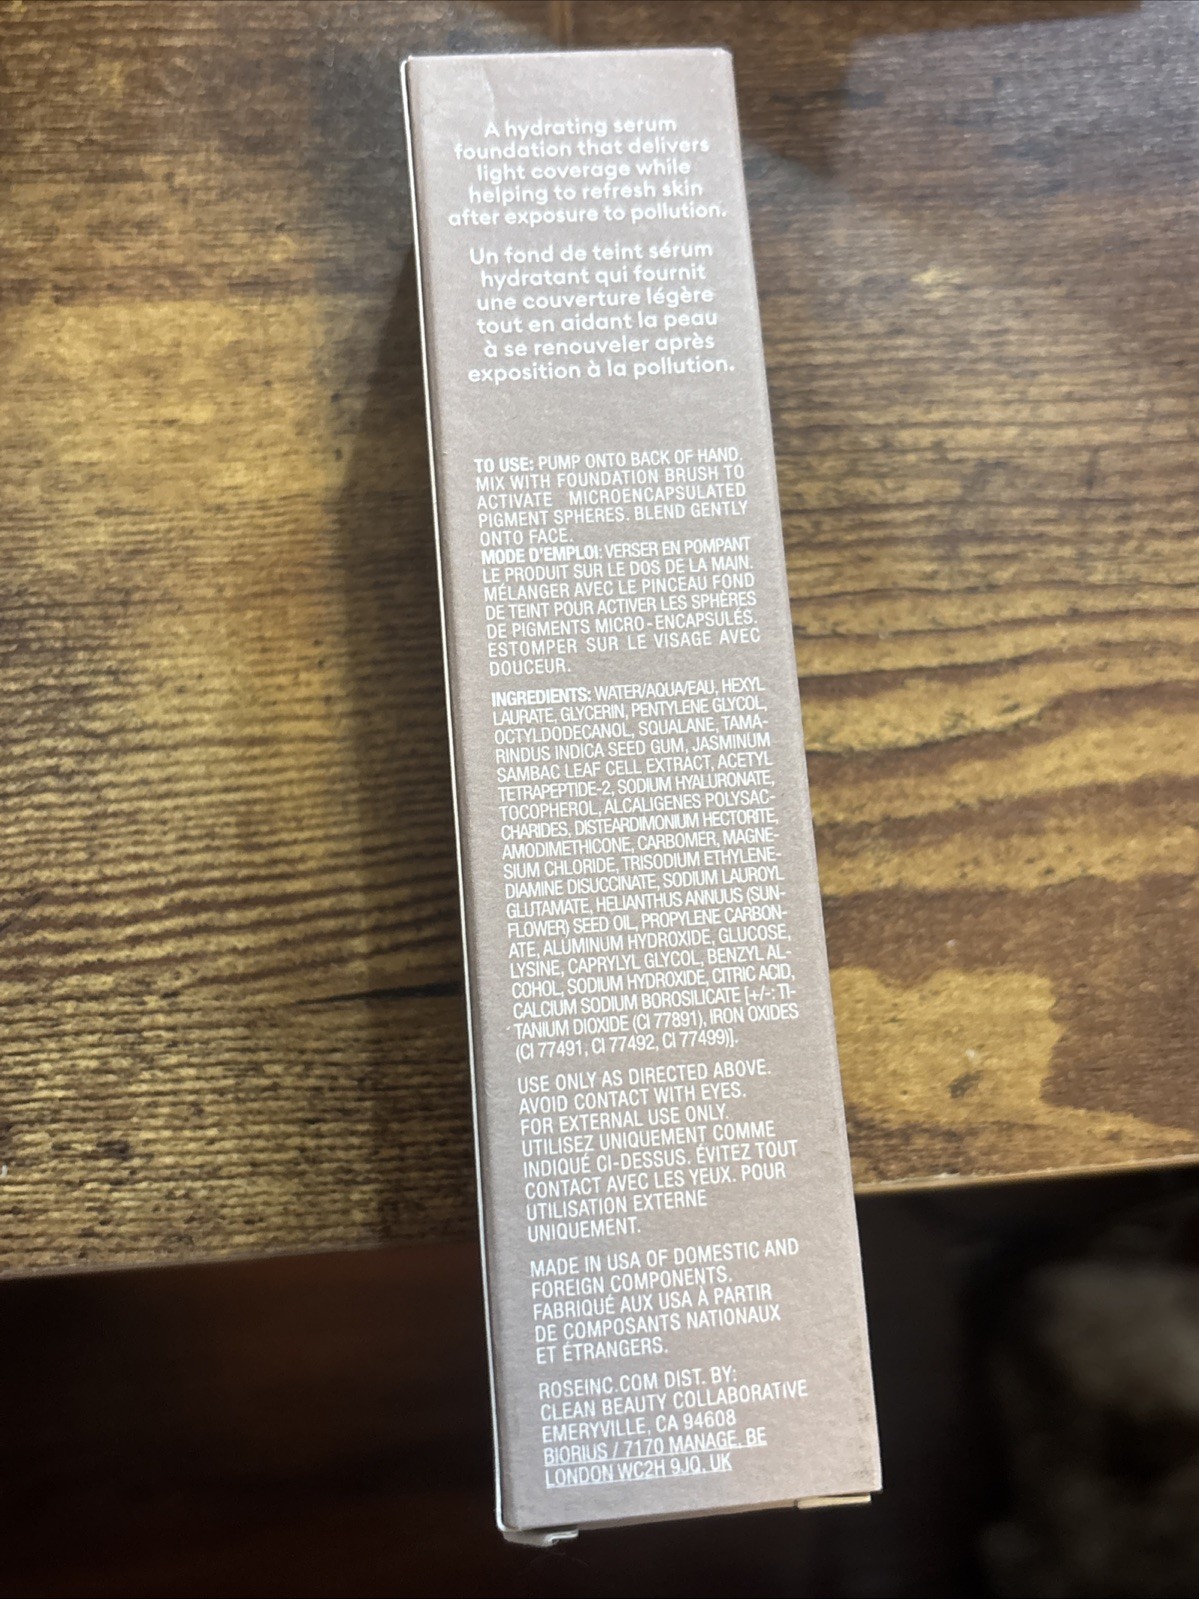 A hydrating serum
foundation that delivers
light coverage while
helping to refresh skin
after exposure to pollution.
Un fond de teint sérum
hydratant qui fournit
une couverture légère
tout en aidant la peau
à se renouveler après
exposition à la pollution.
TO USE: PUMP ONTO BACK OF HAND.
MIX WITH FOUNDATION BRUSH TO
ACTIVATE MICROENCAPSULATED
PIGMENT SPHERES. BLEND GENTLY
ONTO FACE.
MODE D'EMPLOI: VERSER EN POMPANT
LE PRODUIT SUR LE DOS DE LA MAIN.
MÉLANGER AVEC LE PINCEAU FOND
DE TEINT POUR ACTIVER LES SPHÈRES
DE PIGMENTS MICRO-ENCAPSULÉS.
ESTOMPER SUR LE VISAGE AVEC
DOUCEUR.
INGREDIENTS: WATER/AQUA/EAU, HEXYL
LAURATE, GLYCERIN, PENTYLENE GLYCOL,
OCTYLDODECANOL, SQUALANE, TAMA-
RINDUS INDICA SEED GUM, JASMINUM
SAMBAC LEAF CELL EXTRACT, ACETYL
TETRAPEPTIDE-2, SODIUM HYALURONATE,
TOCOPHEROL, ALCALIGENES POLYSAC-
CHARIDES, DISTEARDIMONIUM HECTORITE,
AMODIMETHICONE, CARBOMER, MAGNE-
SIUM CHLORIDE, TRISODIUM ETHYLENE-
DIAMINE DISUCCINATE, SODIUM LAUROYL
GLUTAMATE, HELIANTHUS ANNUUS (SUN-
FLOWER) SEED OIL, PROPYLENE CARBON-
ATE, ALUMINUM HYDROXIDE, GLUCOSE,
LYSINE, CAPRYLYL GLYCOL, BENZYL AL-
COHOL, SODIUM HYDROXIDE, CITRIC ACID,
CALCIUM SODIUM BOROSILICATE [+/-: TI-
TANIUM DIOXIDE (CI 77891), IRON OXIDES
(CI 77491, CI 77492, CI 77499)].
USE ONLY AS DIRECTED ABOVE.
AVOID CONTACT WITH EYES.
FOR EXTERNAL USE ONLY.
UTILISEZ UNIQUEMENT COMME
INDIQUÉ CI-DESSUS. ÉVITEZ TOUT
CONTACT AVEC LES YEUX. POUR
UTILISATION EXTERNE
UNIQUEMENT.
MADE IN USA OF DOMESTIC AND
FOREIGN COMPONENTS.
FABRIQUÉ AUX USA À PARTIR
DE COMPOSANTS NATIONAUX
ET ÉTRANGERS.
ROSEINC.COM DIST. BY:
CLEAN BEAUTY COLLABORATIVE
EMERYVILLE, CA 94608
BIORIUS / 7170 MANAGE, BE
LONDON WC2H 9JQ, UK